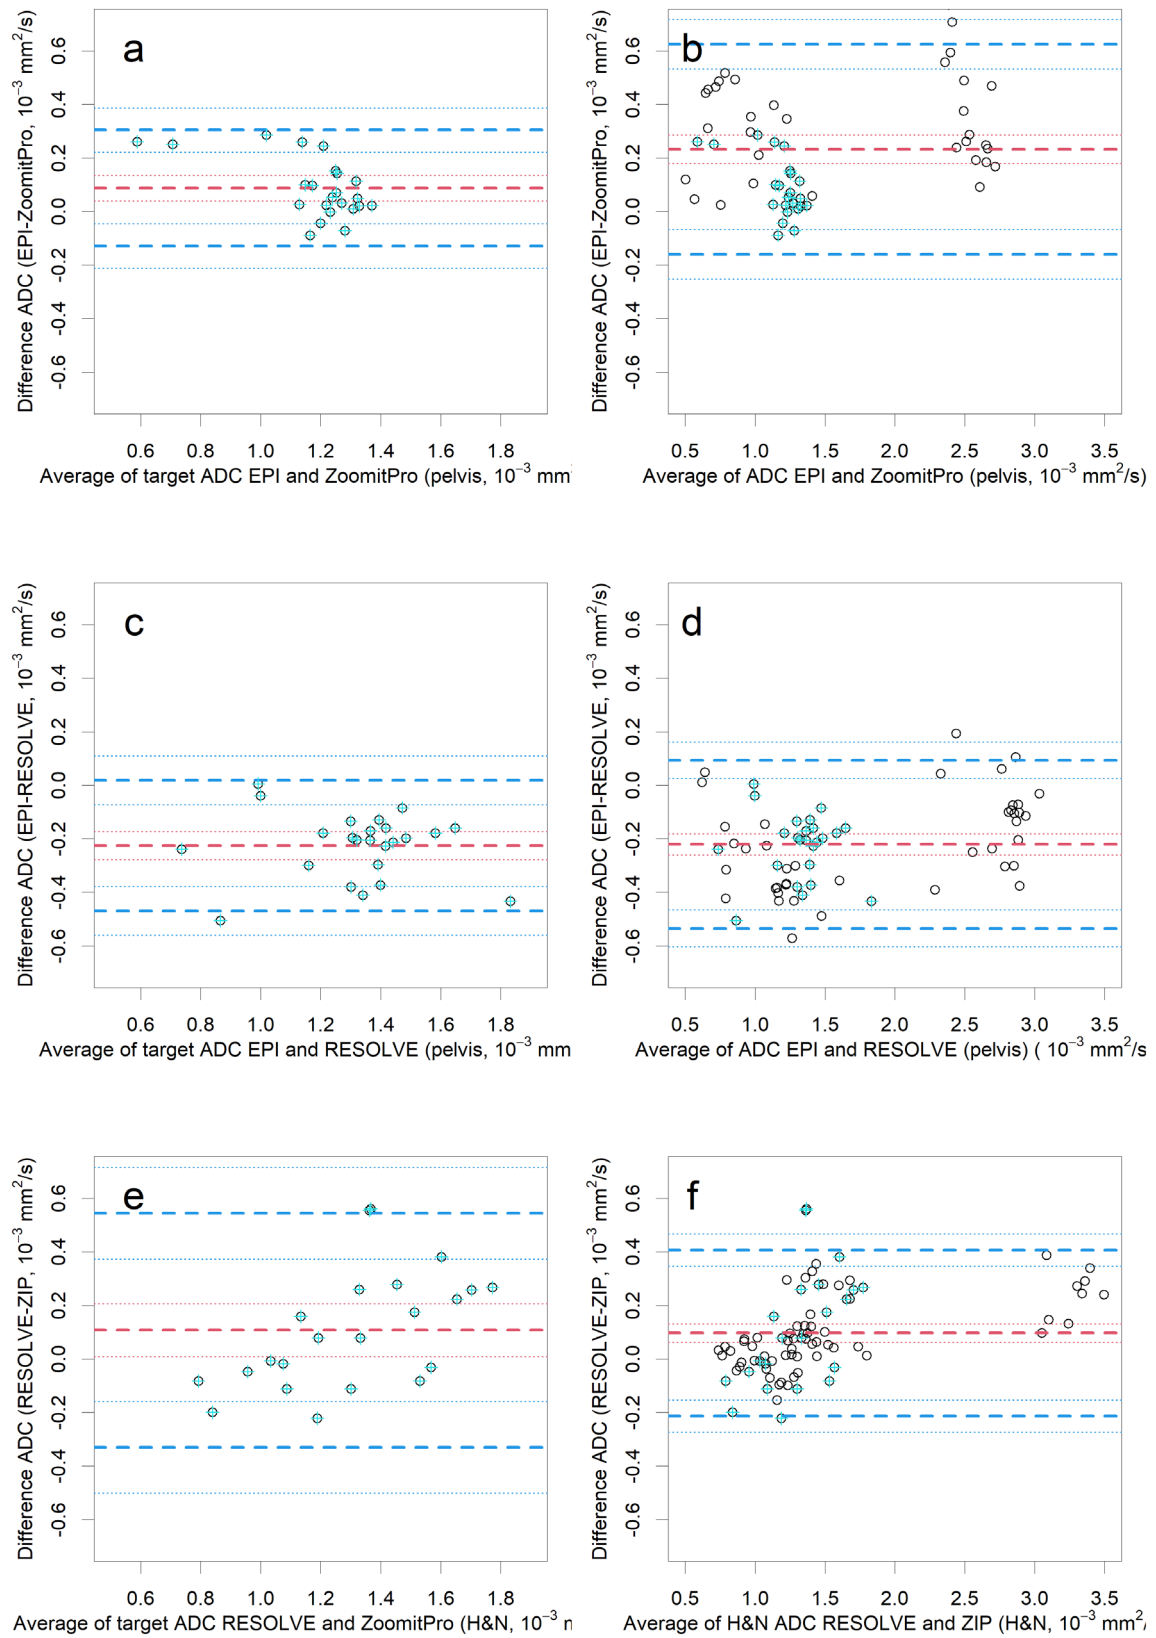 a
Difference ADC (EPI-ZoomitPro, 10⁻³ mm²/s)
0.6
0.4
0.2
0.0
-0.2
-0.4
-0.6
0.6 0.8 1.0 1.2 1.4 1.6 1.8
Average of target ADC EPI and ZoomitPro (pelvis, 10⁻³ mm
b
Difference ADC (EPI-ZoomitPro, 10⁻³ mm²/s)
0.6
0.4
0.2
0.0
-0.2
-0.4
-0.6
0.5 1.0 1.5 2.0 2.5 3.0 3.5
Average of ADC EPI and ZoomitPro (pelvis, 10⁻³ mm²/s)
c
Difference ADC (EPI-RESOLVE, 10⁻³ mm²/s)
0.6
0.4
0.2
0.0
-0.2
-0.4
-0.6
0.6 0.8 1.0 1.2 1.4 1.6 1.8
Average of target ADC EPI and RESOLVE (pelvis, 10⁻³ mm
d
Difference ADC (EPI-RESOLVE, 10⁻³ mm²/s)
0.6
0.4
0.2
0.0
-0.2
-0.4
-0.6
0.5 1.0 1.5 2.0 2.5 3.0 3.5
Average of ADC EPI and RESOLVE (pelvis) ( 10⁻³ mm²/s
e
Difference ADC (RESOLVE-ZIP, 10⁻³ mm²/s)
0.6
0.4
0.2
0.0
-0.2
-0.4
-0.6
0.6 0.8 1.0 1.2 1.4 1.6 1.8
Average of target ADC RESOLVE and ZoomitPro (H&N, 10⁻³
f
Difference ADC (RESOLVE-ZIP, 10⁻³ mm²/s)
0.6
0.4
0.2
0.0
-0.2
-0.4
-0.6
0.5 1.0 1.5 2.0 2.5 3.0 3.5
Average of H&N ADC RESOLVE and ZIP (H&N, 10⁻³ mm²/